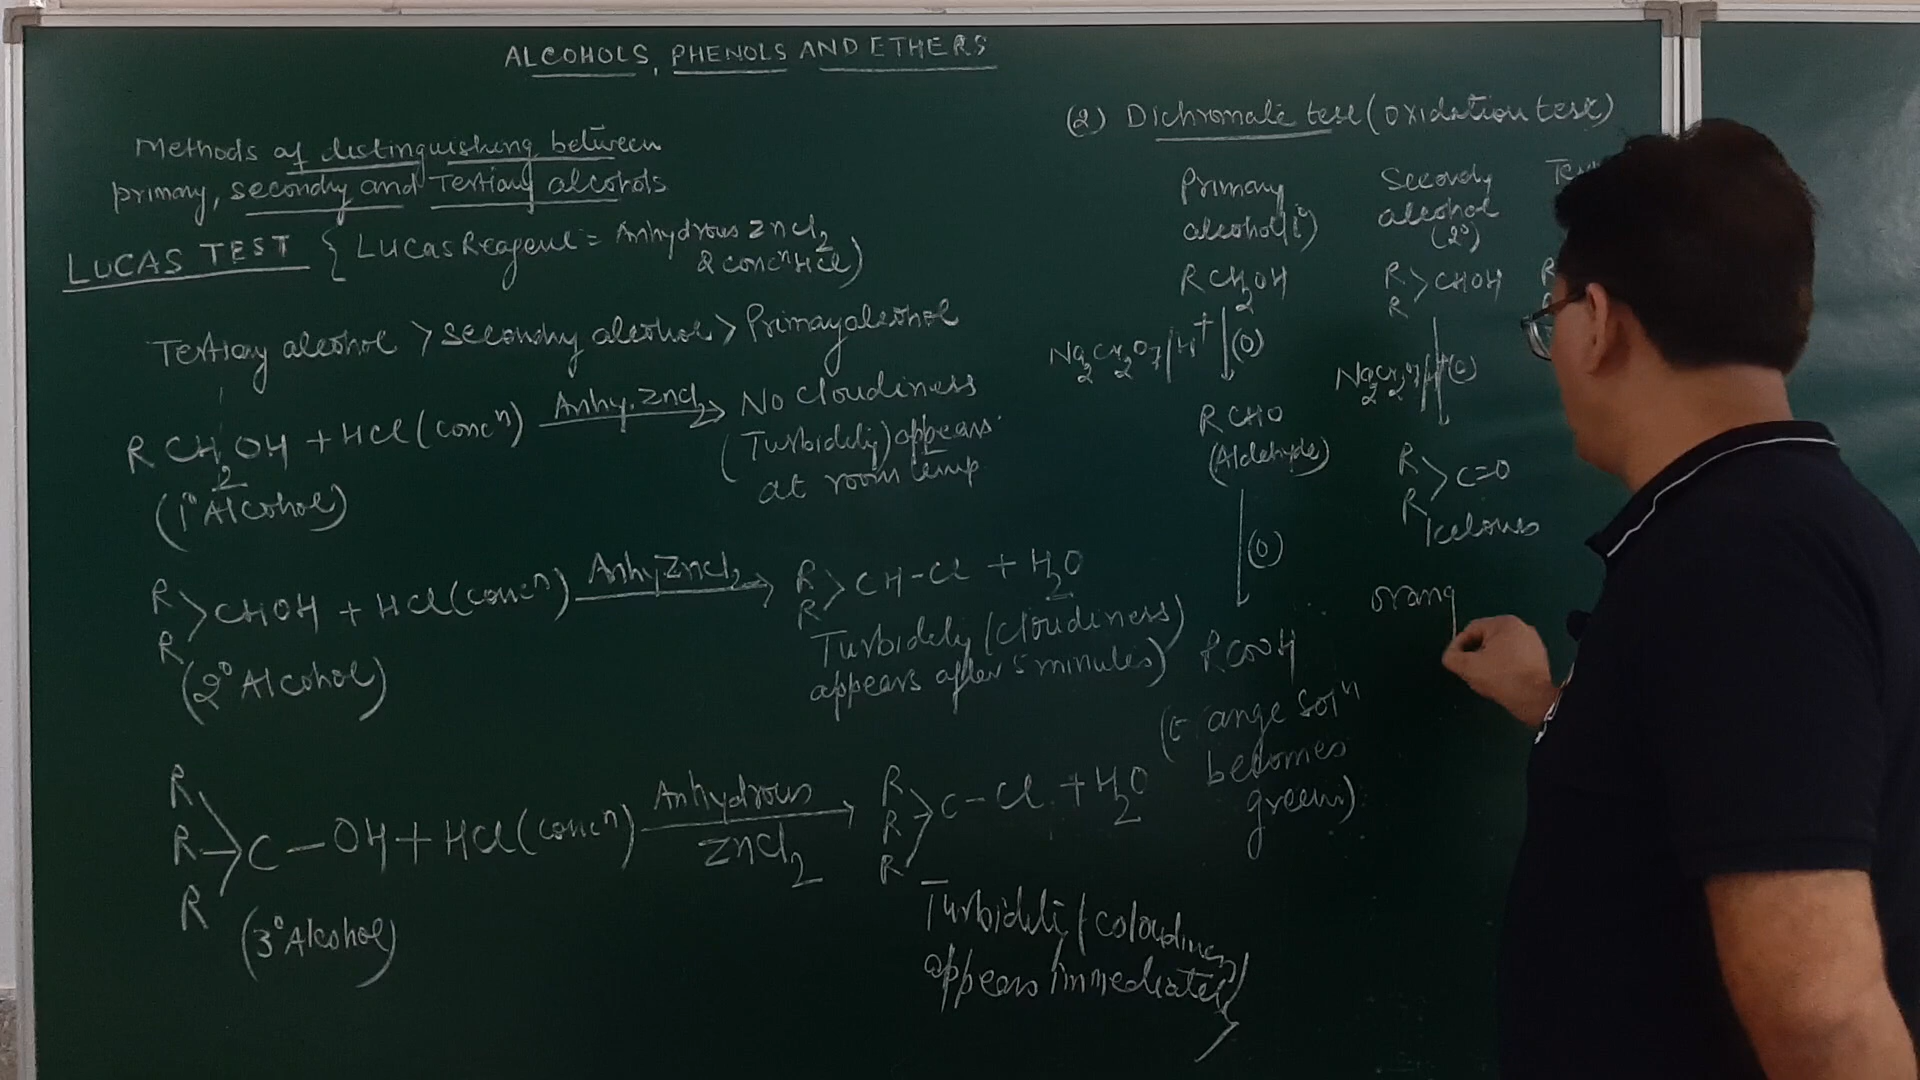 ALCOHOLS, PHENOLS AND ETHERS
Methods of distinguishing between
primary, secondry and Tertiary alcohols
LUCAS TEST { Lucas Reagent = Anhydrous ZnCl2
& concⁿ HCl)
Tertiary alcohol > secondry alcohol > Primay alcohol
RCH2OH + HCl (concⁿ) Anhy. ZnCl2 → No cloudiness
(Turbidity) appears
at room temp
(1° Alcohol)
R
R > CHOH + HCl (concⁿ) Anhy ZnCl2 → R
R > CH-Cl + H2O
Turbidity (cloudiness)
appears after 5 minutes)
(2° Alcohol)
R
R
R > C-OH + HCl (concⁿ) Anhydrous
ZnCl2 → R
R
R > C-Cl + H2O
(3° Alcohol)
Turbidity (
appears immediately)
(2) Dichromate test (oxidation test)
Primary
alcohol (1°)
RCH2OH
Na2Cr2O7/H+ ↓ (O)
RCHO
(Aldehyde)
↓ (O)
RCOOH
ange Solⁿ
becomes
green)
Secondy
alcohol
(2°)
R
R > CHOH
Na2Cr2O7/H+ ↓ (O)
R
R > C=O
Ketones
orang
R